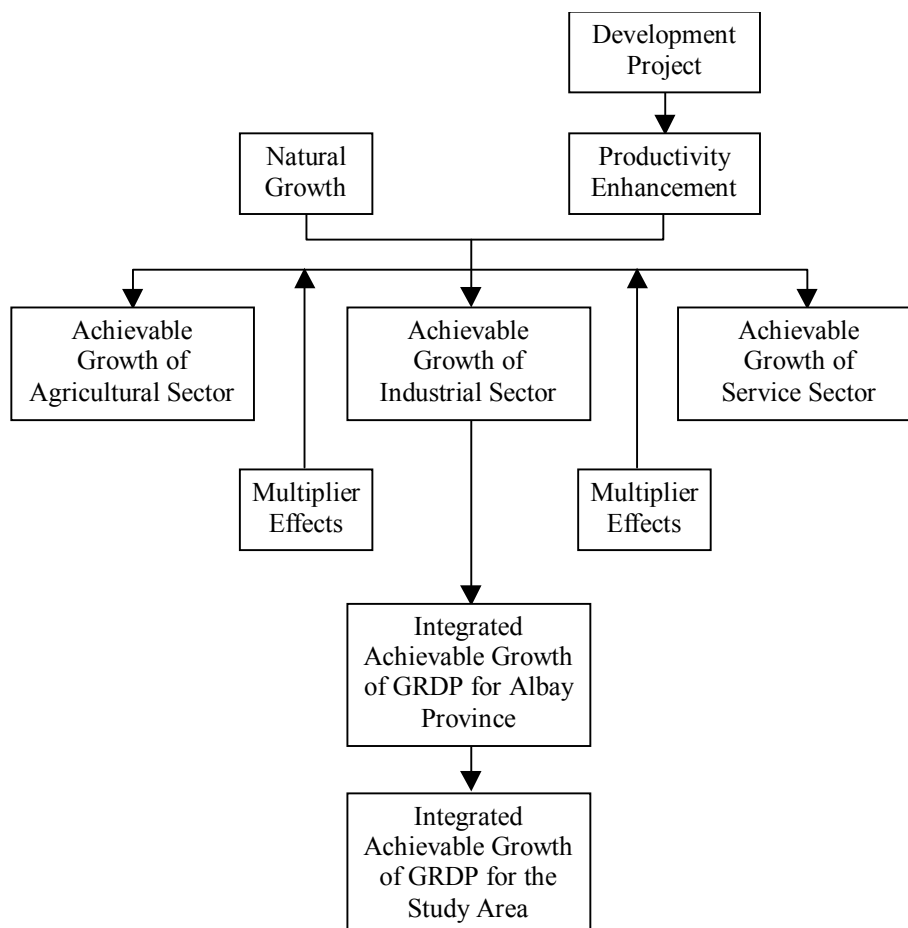 Development
Project
Natural
Growth
Productivity
Enhancement
Achievable
Growth of
Agricultural Sector
Achievable
Growth of
Industrial Sector
Achievable
Growth of
Service Sector
Multiplier
Effects
Multiplier
Effects
Integrated
Achievable Growth
of GRDP for Albay
Province
Integrated
Achievable Growth
of GRDP for the
Study Area